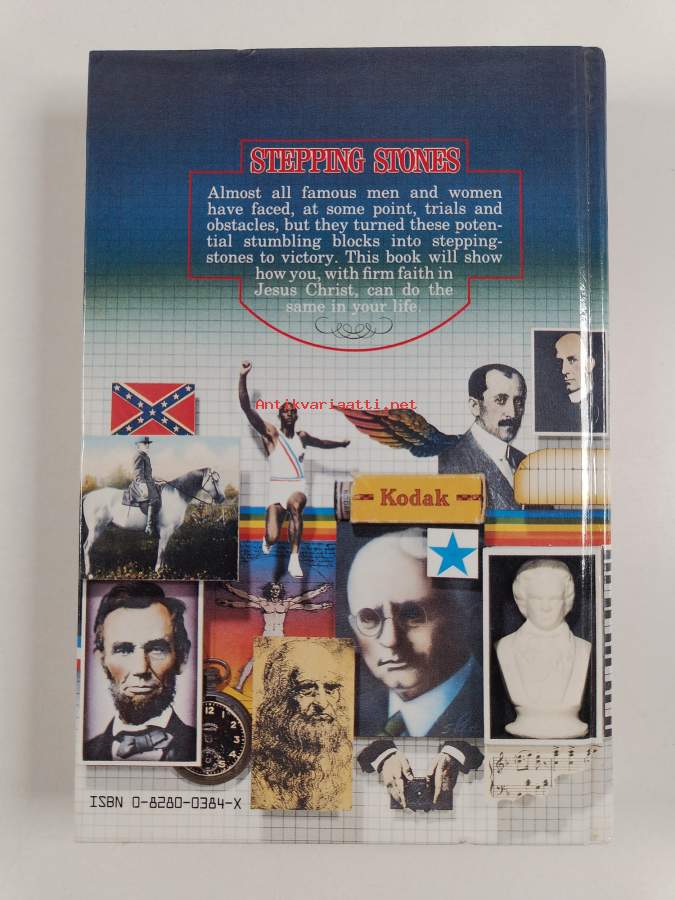 STEPPING STONES
Almost all famous men and women
have faced, at some point, trials and
obstacles, but they turned these poten-
tial stumbling blocks into stepping-
stones to victory. This book will show
how you, with firm faith in
Jesus Christ, can do the
same in your life.
Antikvariaatti.net
Kodak
ISBN 0-8280-0384-X